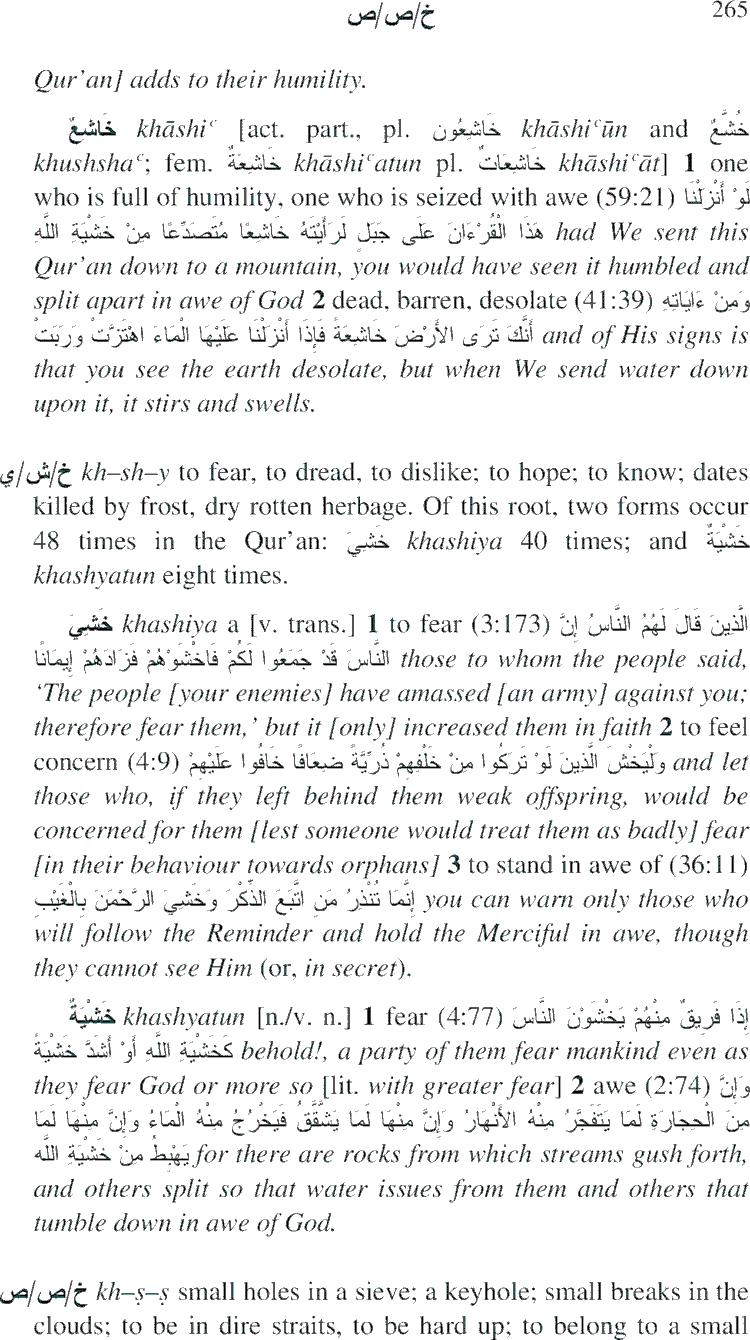 خ/ص/ص 265
Qur’an] adds to their humility.
خَاشِعٌ khāshiʿ [act. part., pl. خَاشِعُون khāshiʿūn and خُشَّعٌ
khushshaʿ; fem. خَاشِعَةٌ khāshiʿatun pl. خَاشِعَاتٌ khāshiʿāt] 1 one
who is full of humility, one who is seized with awe (59:21) لَوْ أَنْزَلْنَا
هَذَا الْقُرْءَانَ عَلَى جَبَلٍ لَرَأَيْتَهُ خَاشِعًا مُتَصَدِّعًا مِنْ خَشْيَةِ اللَّهِ had We sent this
Qur’an down to a mountain, you would have seen it humbled and
split apart in awe of God 2 dead, barren, desolate (41:39) وَمِنْ ءَايَاتِهِ
أَنَّكَ تَرَى الأَرْضَ خَاشِعَةً فَإِذَا أَنْزَلْنَا عَلَيْهَا الْمَاءَ اهْتَزَّتْ وَرَبَتْ and of His signs is
that you see the earth desolate, but when We send water down
upon it, it stirs and swells.
خ/ش/ي kh–sh–y to fear, to dread, to dislike; to hope; to know; dates
killed by frost, dry rotten herbage. Of this root, two forms occur
48 times in the Qur’an: خَشِيَ khashiya 40 times; and خَشْيَةٌ
khashyatun eight times.
خَشِيَ khashiya a [v. trans.] 1 to fear (3:173) الَّذِينَ قَالَ لَهُمُ النَّاسُ إِنَّ
النَّاسَ قَدْ جَمَعُوا لَكُمْ فَاخْشَوْهُمْ فَزَادَهُمْ إِيمَانًا those to whom the people said,
‘The people [your enemies] have amassed [an army] against you;
therefore fear them,’ but it [only] increased them in faith 2 to feel
concern (4:9) وَلْيَخْشَ الَّذِينَ لَوْ تَرَكُوا مِنْ خَلْفِهِمْ ذُرِّيَّةً ضِعَافًا خَافُوا عَلَيْهِمْ and let
those who, if they left behind them weak offspring, would be
concerned for them [lest someone would treat them as badly] fear
[in their behaviour towards orphans] 3 to stand in awe of (36:11)
إِنَّمَا تُنْذِرُ مَنِ اتَّبَعَ الذِّكْرَ وَخَشِيَ الرَّحْمَنَ بِالْغَيْبِ you can warn only those who
will follow the Reminder and hold the Merciful in awe, though
they cannot see Him (or, in secret).
خَشْيَةٌ khashyatun [n./v. n.] 1 fear (4:77) إِذَا فَرِيقٌ مِنْهُمْ يَخْشَوْنَ النَّاسَ
كَخَشْيَةِ اللَّهِ أَوْ أَشَدَّ خَشْيَةً behold!, a party of them fear mankind even as
they fear God or more so [lit. with greater fear] 2 awe (2:74) وَإِنَّ
مِنَ الْحِجَارَةِ لَمَا يَتَفَجَّرُ مِنْهُ الأَنْهَارُ وَإِنَّ مِنْهَا لَمَا يَشَّقَّقُ فَيَخْرُجُ مِنْهُ الْمَاءُ وَإِنَّ مِنْهَا لَمَا
يَهْبِطُ مِنْ خَشْيَةِ اللَّه for there are rocks from which streams gush forth,
and others split so that water issues from them and others that
tumble down in awe of God.
خ/ص/ص kh–ṣ–ṣ small holes in a sieve; a keyhole; small breaks in the
clouds; to be in dire straits, to be hard up; to belong to a small